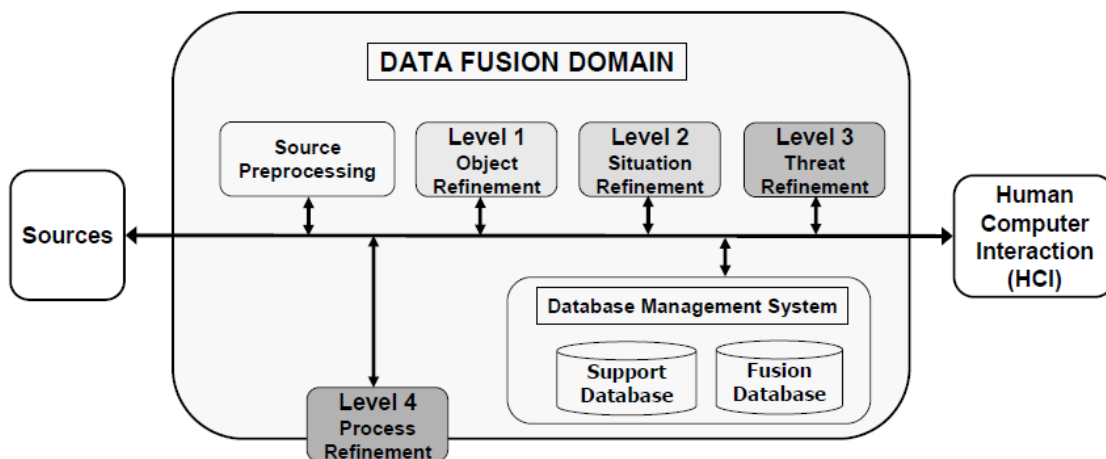 DATA FUSION DOMAIN
Source
Preprocessing
Level 1
Object
Refinement
Level 2
Situation
Refinement
Level 3
Threat
Refinement
Sources
Human
Computer
Interaction
(HCI)
Database Management System
Support
Database
Fusion
Database
Level 4
Process
Refinement